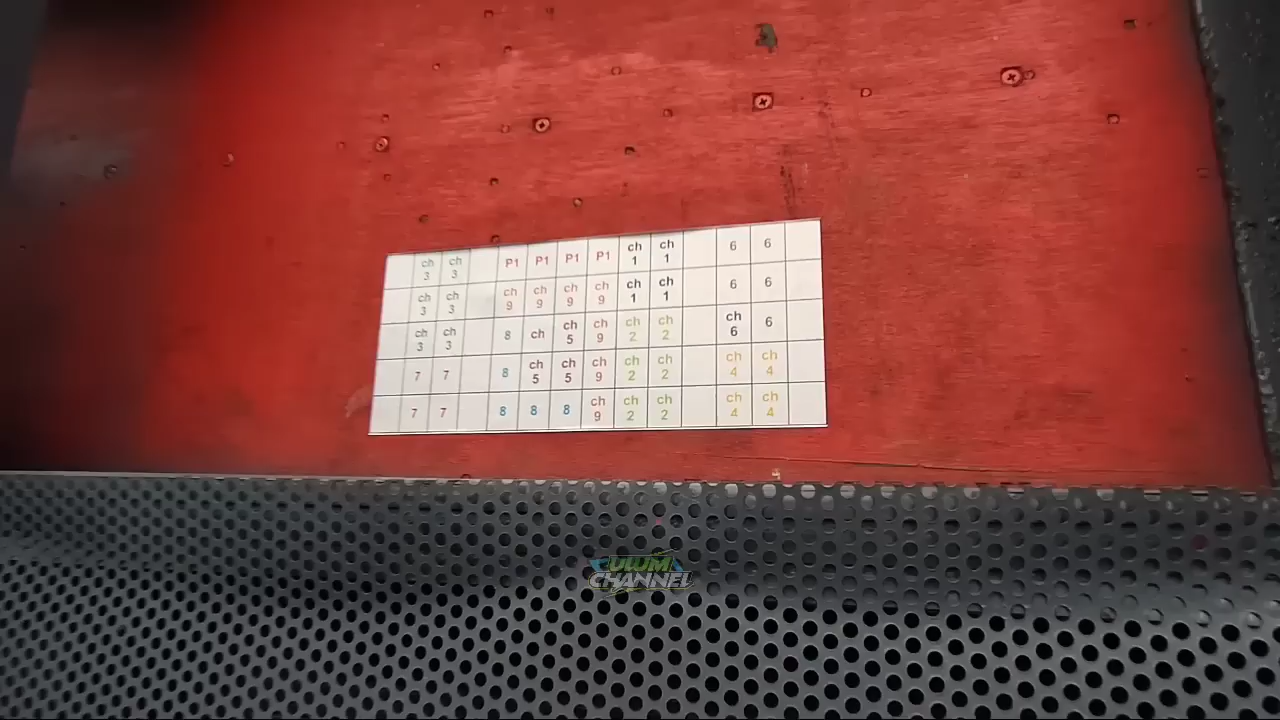 ch 3 ch 3 P1 P1 P1 P1 ch 1 ch 1 6 6
ch 3 ch 3 ch 9 ch 9 ch 9 ch 9 ch 1 ch 1 6 6
ch 3 ch 3 8 ch ch 5 ch 9 ch 2 ch 2 ch 6 6
7 7 8 ch 5 ch 5 ch 9 ch 2 ch 2 ch 4 ch 4
7 7 8 8 8 ch 9 ch 2 ch 2 ch 4 ch 4
ULUM
CHANNEL